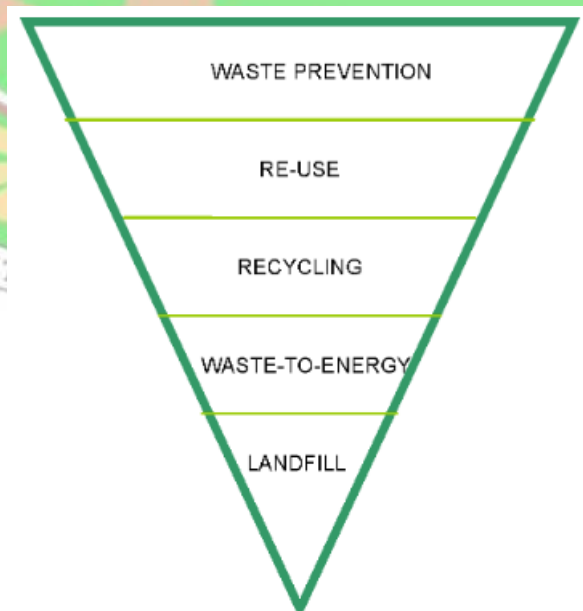 WASTE PREVENTION
RE-USE
RECYCLING
WASTE-TO-ENERGY
LANDFILL